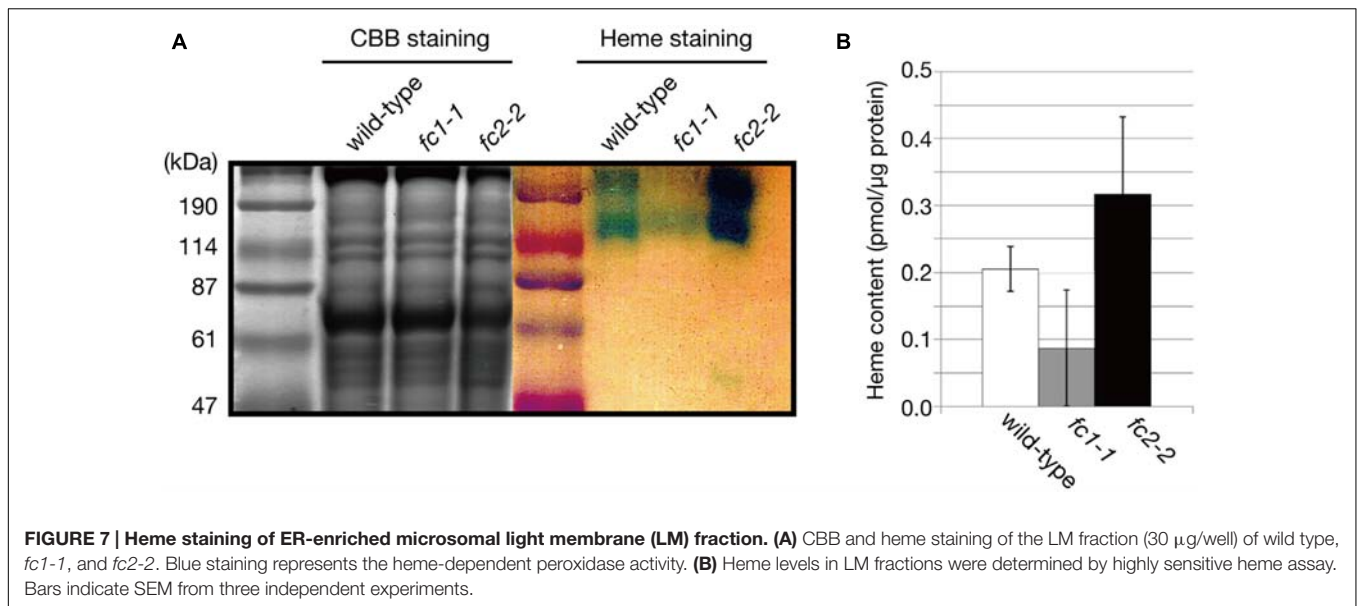 A
CBB staining
Heme staining
wild-type
fc1-1
fc2-2
wild-type
fc1-1
fc2-2
(kDa)
190
114
87
61
47
B
Heme content (pmol/µg protein)
0.5
0.4
0.3
0.2
0.1
0.0
wild-type
fc1-1
fc2-2
FIGURE 7 | Heme staining of ER-enriched microsomal light membrane (LM) fraction. (A) CBB and heme staining of the LM fraction (30 µg/well) of wild type,
fc1-1, and fc2-2. Blue staining represents the heme-dependent peroxidase activity. (B) Heme levels in LM fractions were determined by highly sensitive heme assay.
Bars indicate SEM from three independent experiments.